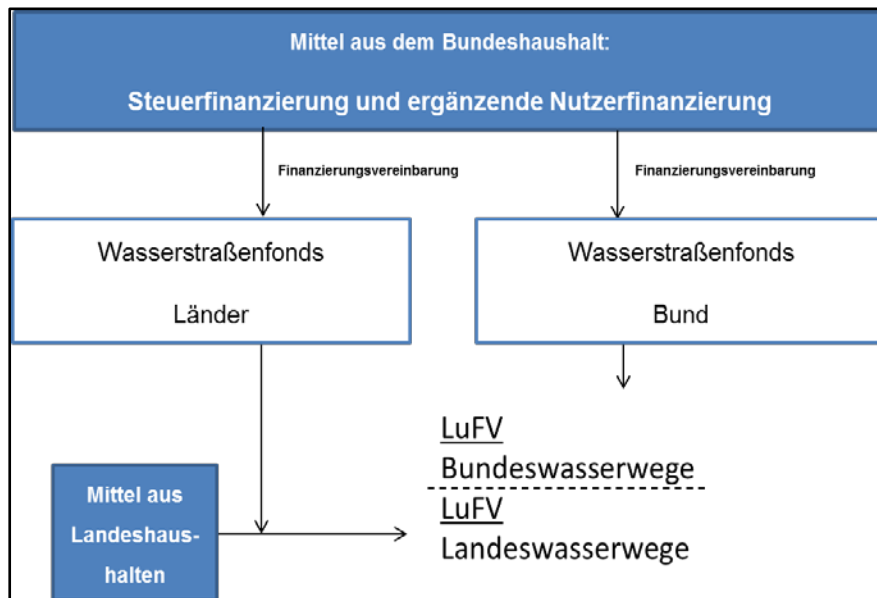 Mittel aus dem Bundeshaushalt:
Steuerfinanzierung und ergänzende Nutzerfinanzierung
Finanzierungsvereinbarung
Finanzierungsvereinbarung
Wasserstraßenfonds
Länder
Wasserstraßenfonds
Bund
LuFV
Bundeswasserwege
LuFV
Landeswasserwege
Mittel aus
Landeshaus-
halten